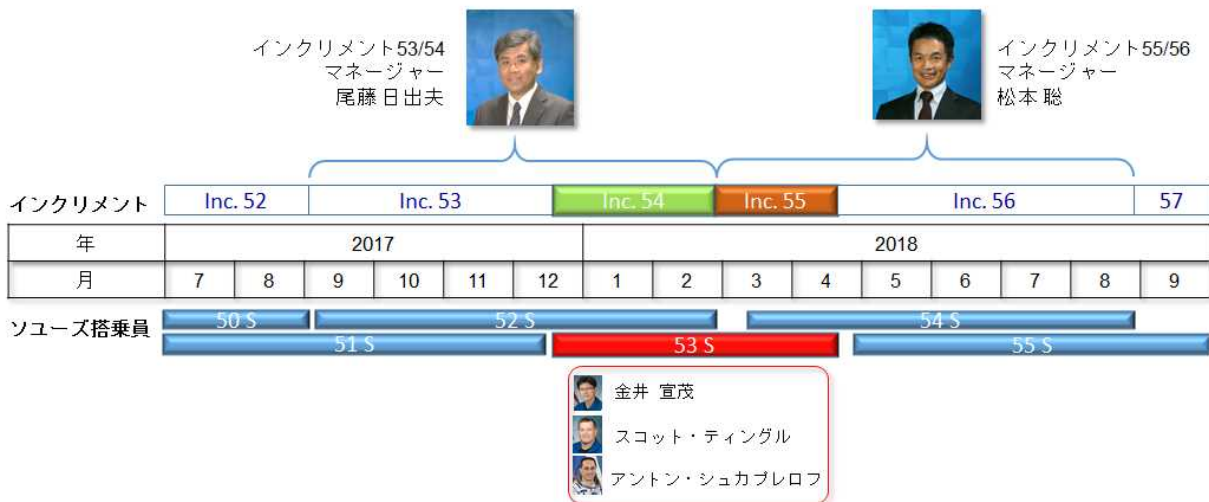 インクリメント53/54
マネージャー
尾藤 日出夫
インクリメント55/56
マネージャー
松本 聡
インクリメント Inc. 52 Inc. 53 Inc. 54 Inc. 55 Inc. 56 57
年 2017 2018
月 7 8 9 10 11 12 1 2 3 4 5 6 7 8 9
ソユーズ搭乗員 50 S 52 S 54 S
51 S 53 S 55 S
金井 宣茂
スコット・ティングル
アントン・シュカプレロフ